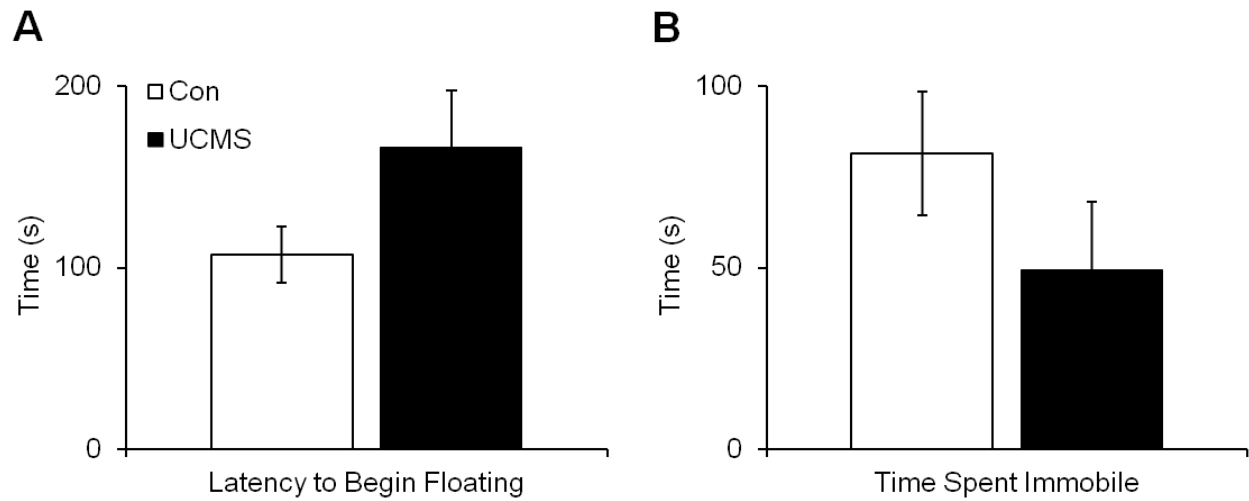 A
200
100
0
Time (s)
Con
UCMS
Latency to Begin Floating
B
100
50
0
Time (s)
Time Spent Immobile